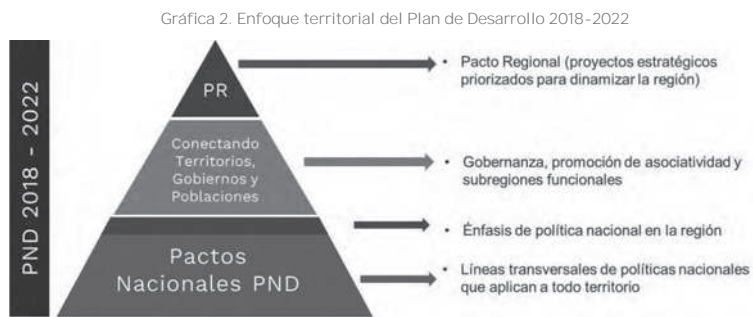 Gráfica 2. Enfoque territorial del Plan de Desarrollo 2018-2022
PND 2018 - 2022
PR
• Pacto Regional (proyectos estratégicos
priorizados para dinamizar la región)
Conectando
Territorios,
Gobiernos y
Poblaciones
• Gobernanza, promoción de asociatividad y
subregiones funcionales
• Énfasis de política nacional en la región
Pactos
Nacionales PND
• Líneas transversales de políticas nacionales
que aplican a todo territorio